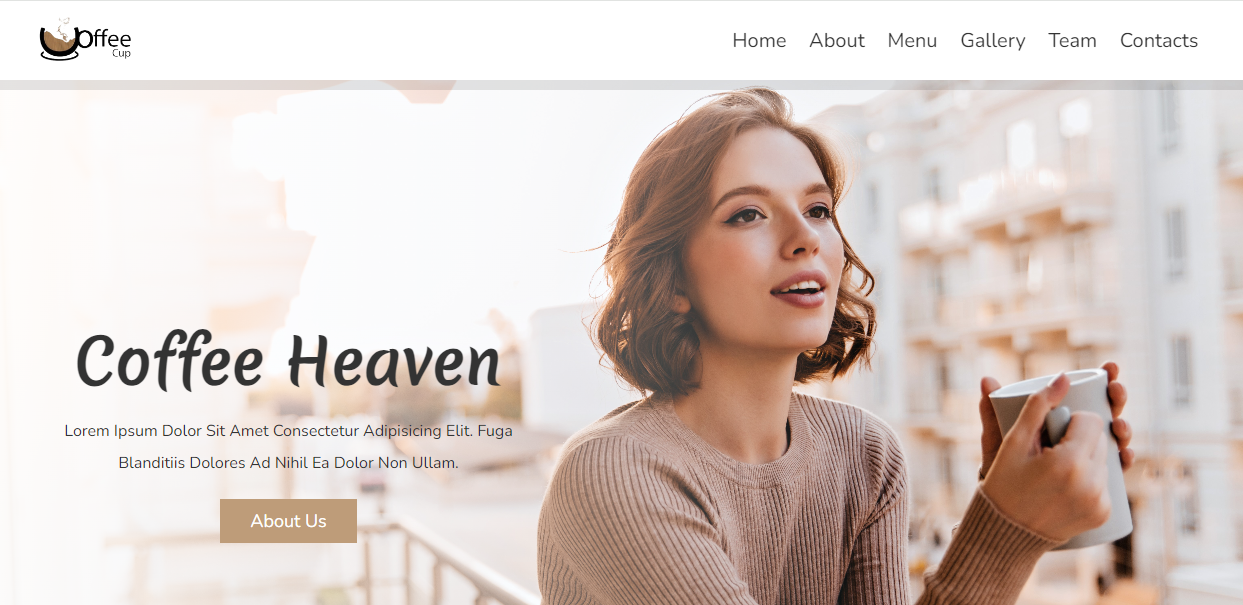 Coffee
Cup
Home About Menu Gallery Team Contacts
Coffee Heaven
Lorem Ipsum Dolor Sit Amet Consectetur Adipisicing Elit. Fuga
Blanditiis Dolores Ad Nihil Ea Dolor Non Ullam.
About Us